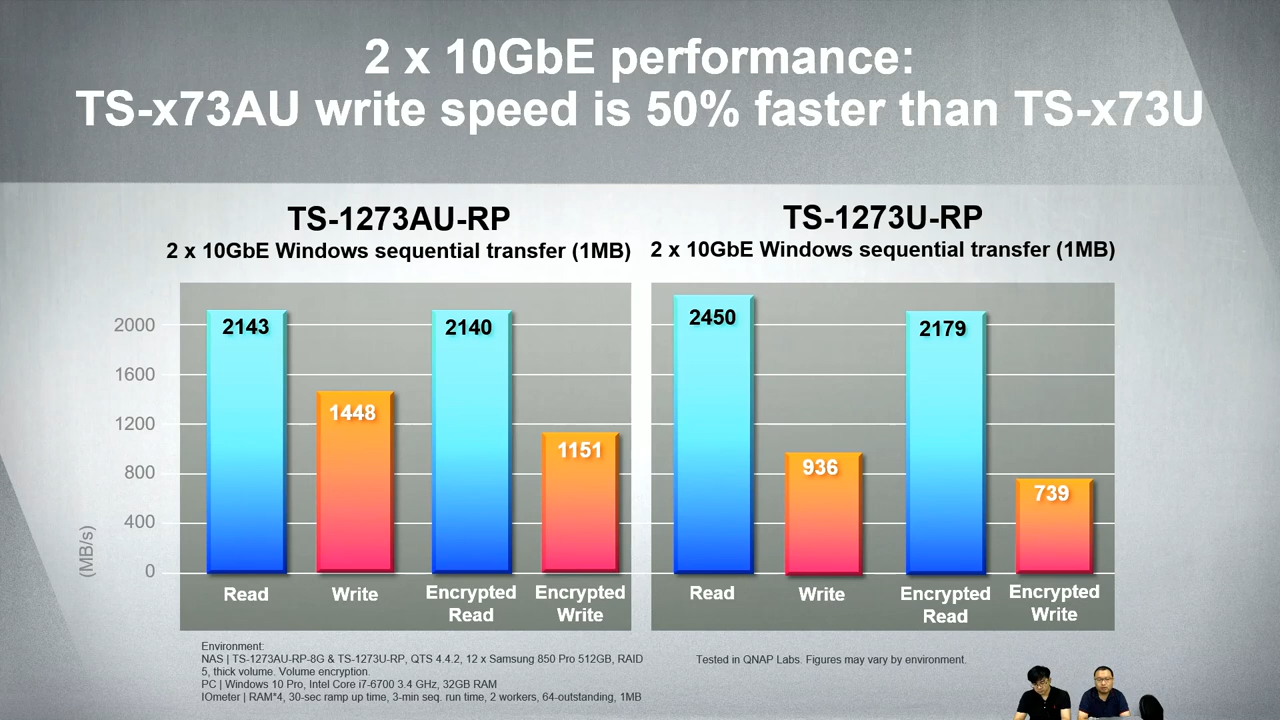 2 x 10GbE performance:
TS-x73AU write speed is 50% faster than TS-x73U
TS-1273AU-RP
2 x 10GbE Windows sequential transfer (1MB)
2000
1600
1200
800
400
0
(MB/s)
2143
1448
2140
1151
Read
Write
Encrypted
Read
Encrypted
Write
TS-1273U-RP
2 x 10GbE Windows sequential transfer (1MB)
2450
936
2179
739
Read
Write
Encrypted
Read
Encrypted
Write
Environment:
NAS | TS-1273AU-RP-8G & TS-1273U-RP, QTS 4.4.2, 12 x Samsung 850 Pro 512GB, RAID
5, thick volume. Volume encryption.
PC | Windows 10 Pro, Intel Core i7-6700 3.4 GHz, 32GB RAM
IOmeter | RAM*4, 30-sec ramp up time, 3-min seq. run time, 2 workers, 64-outstanding, 1MB
Tested in QNAP Labs. Figures may vary by environment.